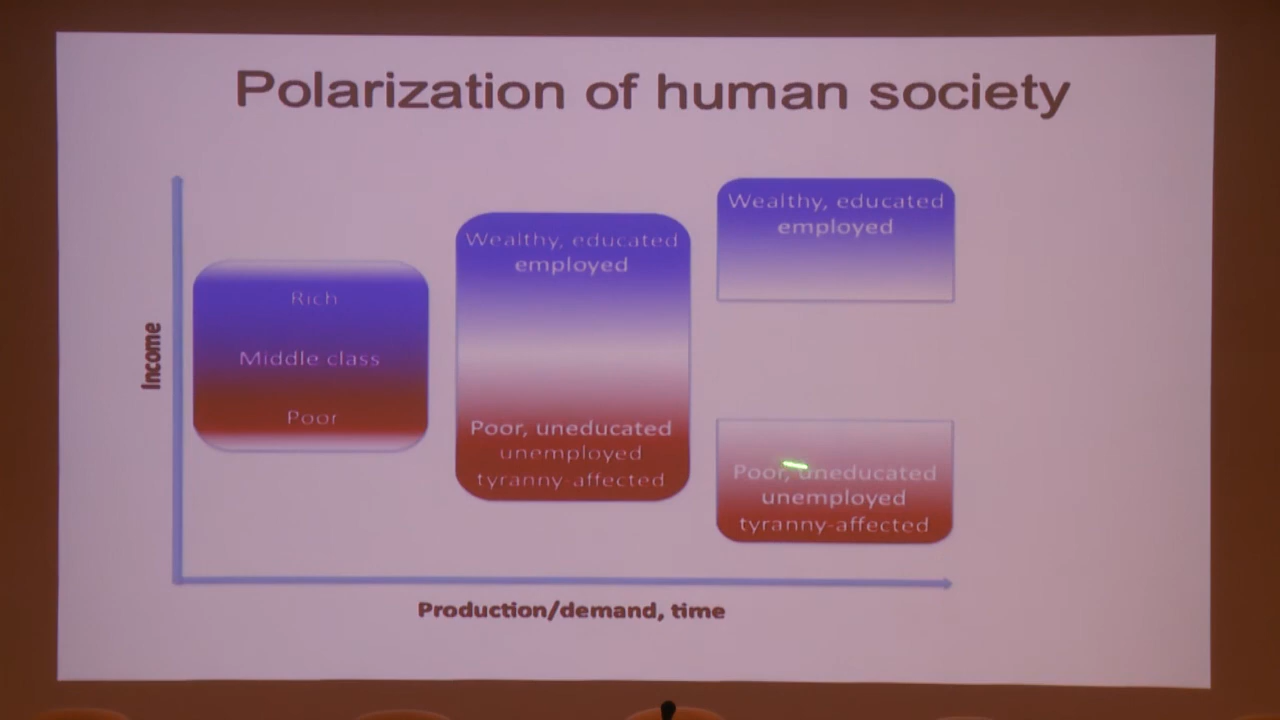 Polarization of human society
Income
Rich
Middle class
Poor
Wealthy, educated
employed
Poor, uneducated
unemployed
tyranny-affected
Wealthy, educated
employed
Poor, uneducated
unemployed
tyranny-affected
Production/demand, time